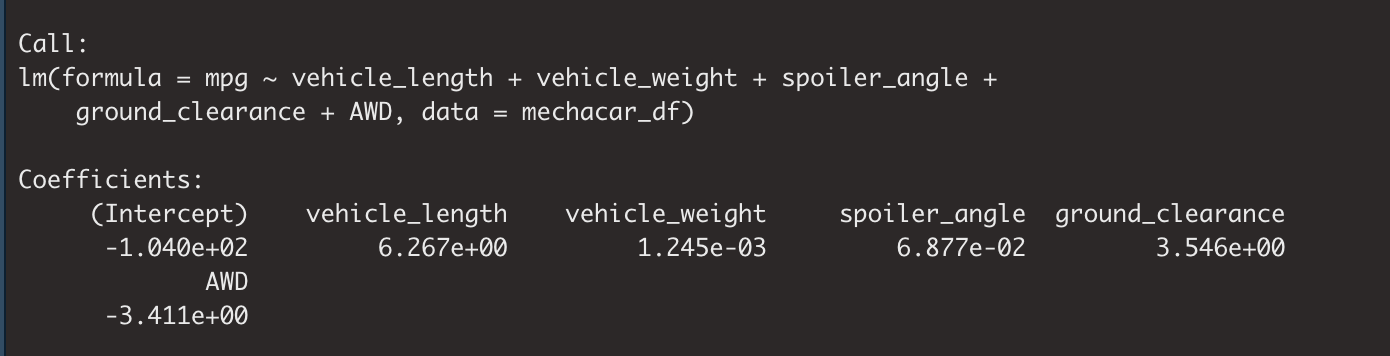 Call:
lm(formula = mpg ~ vehicle_length + vehicle_weight + spoiler_angle +
    ground_clearance + AWD, data = mechacar_df)

Coefficients:
     (Intercept)    vehicle_length    vehicle_weight     spoiler_angle  ground_clearance
      -1.040e+02         6.267e+00         1.245e-03         6.877e-02         3.546e+00
             AWD
      -3.411e+00